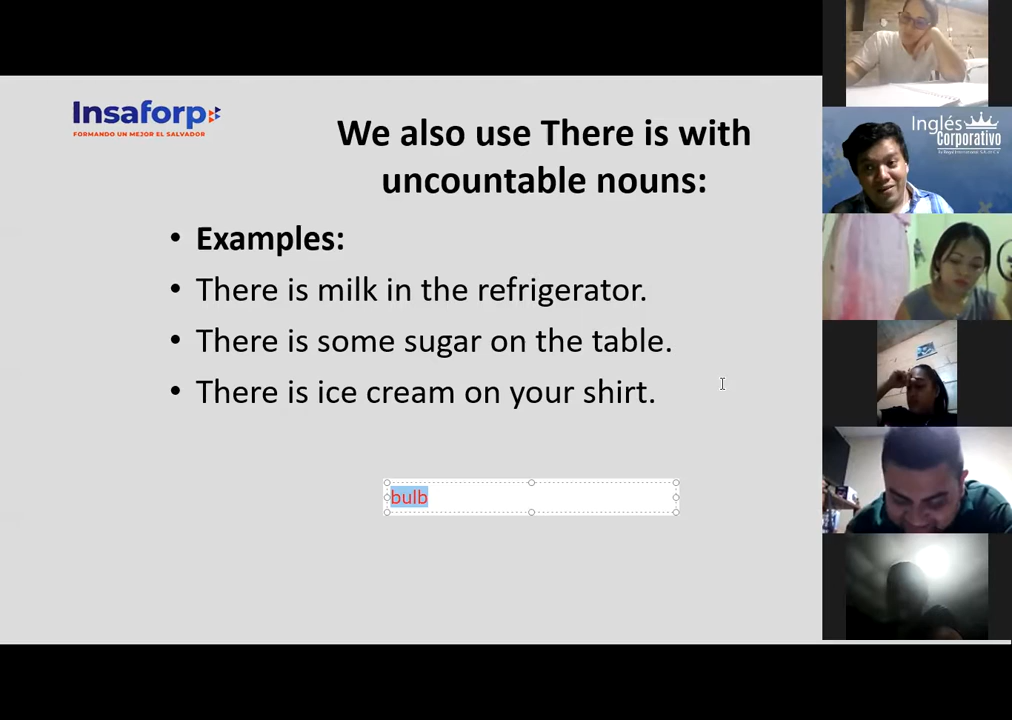 Insaforp
FORMANDO UN MEJOR EL SALVADOR
We also use There is with
uncountable nouns:
• Examples:
• There is milk in the refrigerator.
• There is some sugar on the table.
• There is ice cream on your shirt.
bulb
Inglés
Corporativo